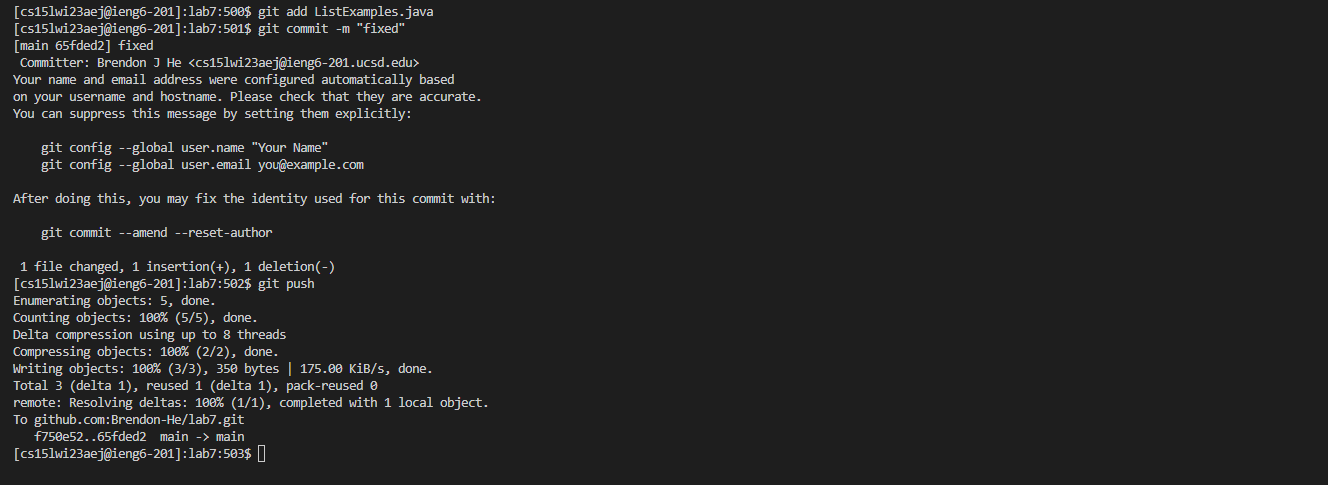 [cs15lwi23aej@ieng6-201]:lab7:500$ git add ListExamples.java
[cs15lwi23aej@ieng6-201]:lab7:501$ git commit -m "fixed"
[main 65fded2] fixed
 Committer: Brendon J He <cs15lwi23aej@ieng6-201.ucsd.edu>
Your name and email address were configured automatically based
on your username and hostname. Please check that they are accurate.
You can suppress this message by setting them explicitly:

    git config --global user.name "Your Name"
    git config --global user.email you@example.com

After doing this, you may fix the identity used for this commit with:

    git commit --amend --reset-author

 1 file changed, 1 insertion(+), 1 deletion(-)
[cs15lwi23aej@ieng6-201]:lab7:502$ git push
Enumerating objects: 5, done.
Counting objects: 100% (5/5), done.
Delta compression using up to 8 threads
Compressing objects: 100% (2/2), done.
Writing objects: 100% (3/3), 350 bytes | 175.00 KiB/s, done.
Total 3 (delta 1), reused 1 (delta 1), pack-reused 0
remote: Resolving deltas: 100% (1/1), completed with 1 local object.
To github.com:Brendon-He/lab7.git
   f750e52..65fded2  main -> main
[cs15lwi23aej@ieng6-201]:lab7:503$